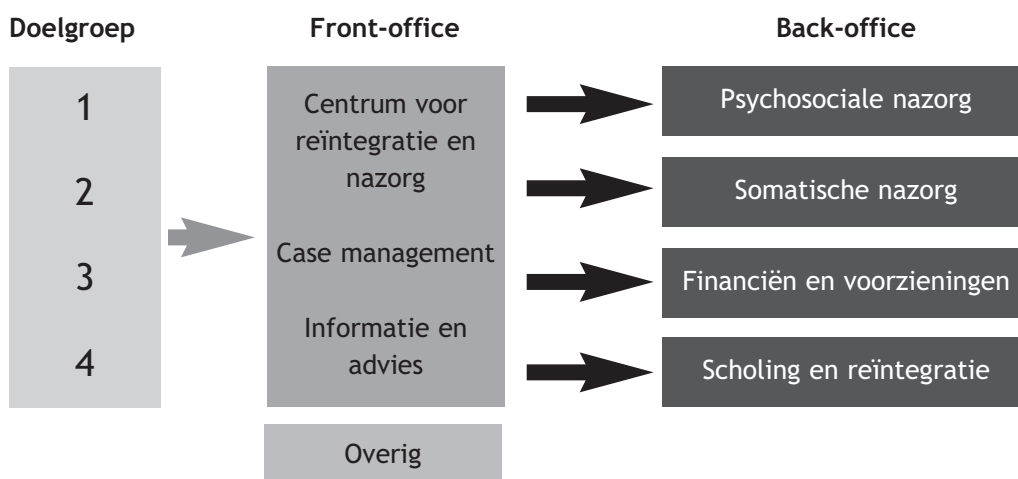 Doelgroep
Front-office
Back-office
1
2
3
4
Centrum voor
reïntegratie en
nazorg
Case management
Informatie en
advies
Overig
Psychosociale nazorg
Somatische nazorg
Financiën en voorzieningen
Scholing en reïntegratie